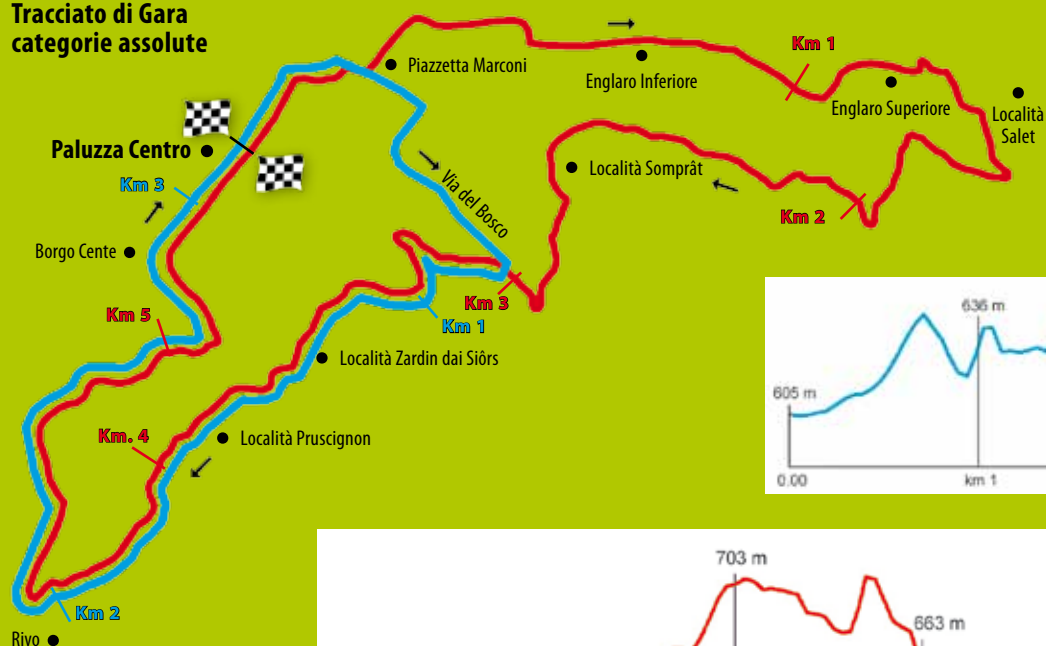 Tracciato di Gara
categorie assolute
Piazzetta Marconi
Km 1
Englaro Inferiore
Englaro Superiore
Località
Salet
Paluzza Centro
Km 3
Via del Bosco
Località Somprât
Km 2
Borgo Cente
Km 3
Km 1
Km 5
Località Zardin dai Siôrs
Km. 4
Località Pruscignon
Km 2
Rivo
605 m
636 m
0.00
km 1
703 m
663 m